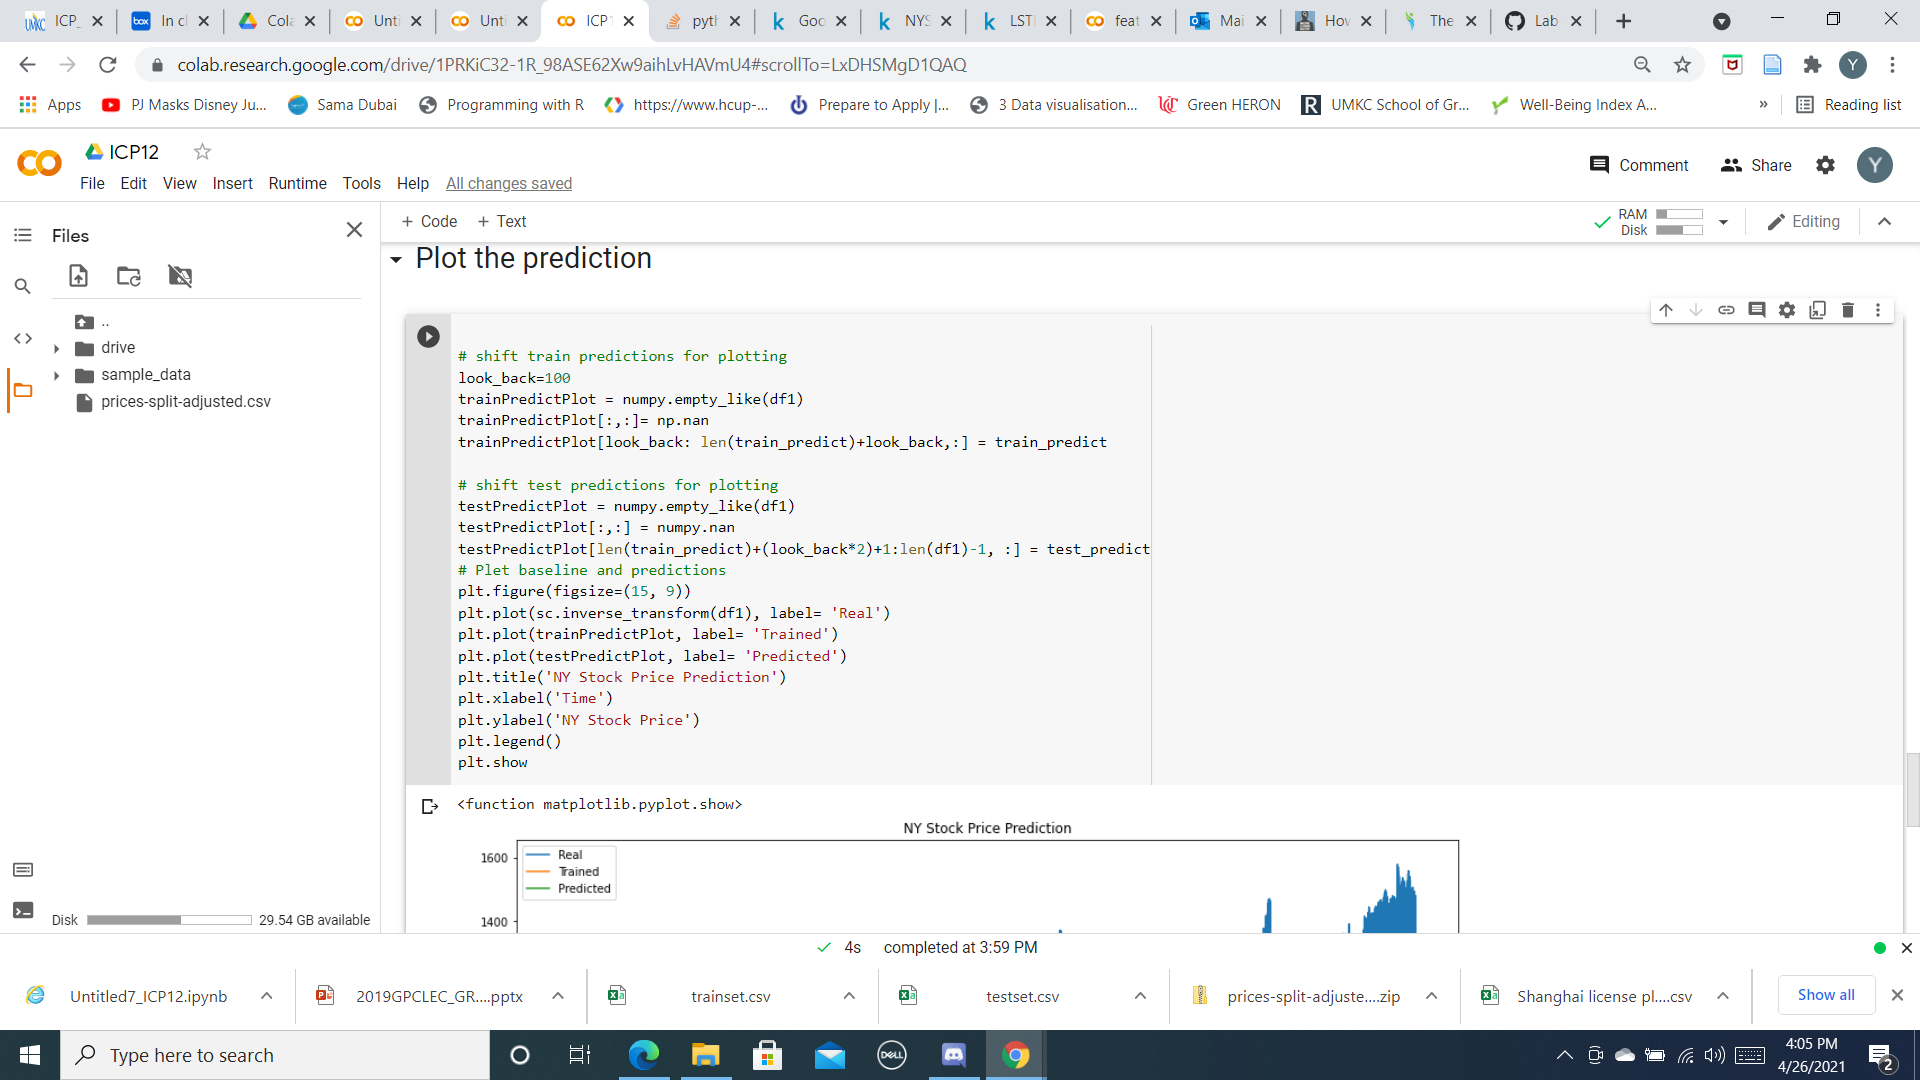 ICP_
In cl
Cola
Unti
Unti
ICP1
pyth
Goo
NYS
LSTI
feat
Mai
How
The
Lab
colab.research.google.com/drive/1PRKiC32-1R_98ASE62Xw9aihLvHAVmU4#scrollTo=LxDHSMgD1QAQ
Y
Apps
PJ Masks Disney Ju...
Sama Dubai
Programming with R
https://www.hcup-...
Prepare to Apply |...
3 Data visualisation...
Green HERON
UMKC School of Gr...
Well-Being Index A...
»
Reading list
ICP12
Comment
Share
Y
File Edit View Insert Runtime Tools Help All changes saved
Files
+ Code + Text
RAM
Disk
Editing
Plot the prediction
..
drive
sample_data
prices-split-adjusted.csv
# shift train predictions for plotting
look_back=100
trainPredictPlot = numpy.empty_like(df1)
trainPredictPlot[:,:]= np.nan
trainPredictPlot[look_back: len(train_predict)+look_back,:] = train_predict
# shift test predictions for plotting
testPredictPlot = numpy.empty_like(df1)
testPredictPlot[:,:] = numpy.nan
testPredictPlot[len(train_predict)+(look_back*2)+1:len(df1)-1, :] = test_predict
# Plet baseline and predictions
plt.figure(figsize=(15, 9))
plt.plot(sc.inverse_transform(df1), label= 'Real')
plt.plot(trainPredictPlot, label= 'Trained')
plt.plot(testPredictPlot, label= 'Predicted')
plt.title('NY Stock Price Prediction')
plt.xlabel('Time')
plt.ylabel('NY Stock Price')
plt.legend()
plt.show
<function matplotlib.pyplot.show>
NY Stock Price Prediction
1600
Real
Trained
Predicted
1400
Disk
29.54 GB available
4s completed at 3:59 PM
Untitled7_ICP12.ipynb
2019GPCLEC_GR....pptx
trainset.csv
testset.csv
prices-split-adjuste....zip
Shanghai license pl....csv
Show all
Type here to search
DELL
4:05 PM
4/26/2021
2